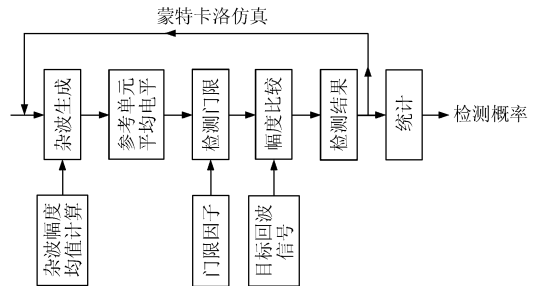 蒙特卡洛仿真
杂波生成
参考单元
平均电平
检测门限
幅度比较
检测结果
统计
检测概率
杂波幅度
均值计算
门限因子
目标回波
信号